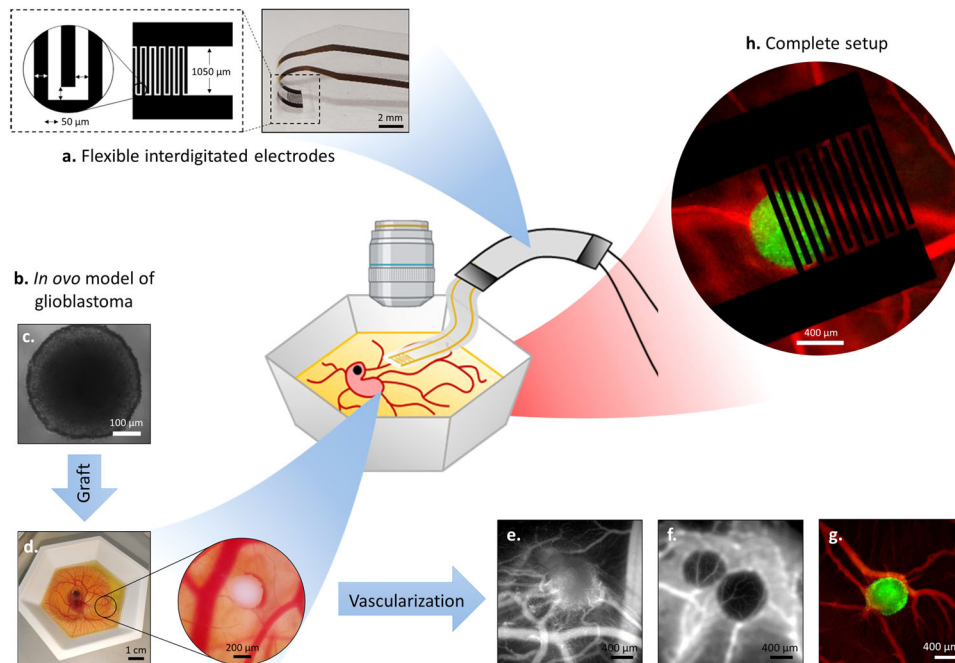 1050 µm
50 µm
2 mm
a. Flexible interdigitated electrodes
h. Complete setup
400 µm
b. In ovo model of
glioblastoma
c.
100 µm
Graft
d.
1 cm
200 µm
Vascularization
e.
400 µm
f.
400 µm
g.
400 µm